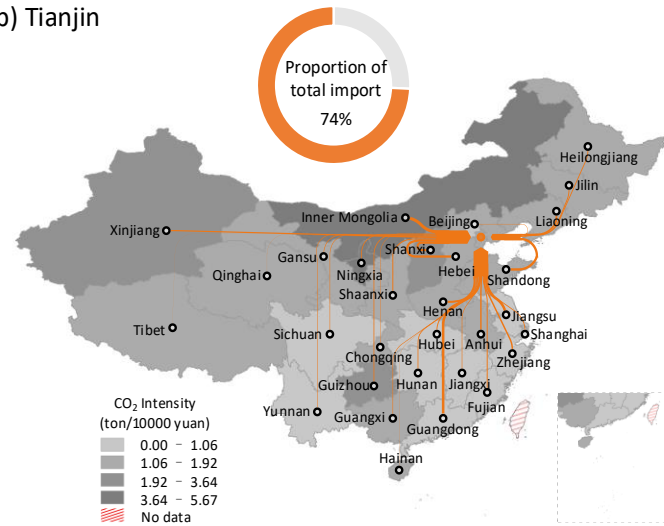 b) Tianjin
Proportion of
total import
74%
Heilongjiang
Jilin
Inner Mongolia
Beijing
Liaoning
Xinjiang
Shanxi
Gansu
Hebei
Qinghai
Ningxia
Shandong
Shaanxi
Henan
Jiangsu
Tibet
Sichuan
Hubei
Anhui
Shanghai
Chongqing
Zhejiang
Guizhou
Hunan
Jiangxi
Fujian
Yunnan
Guangxi
Guangdong
Hainan
CO₂ Intensity
(ton/10000 yuan)
0.00 - 1.06
1.06 - 1.92
1.92 - 3.64
3.64 - 5.67
No data